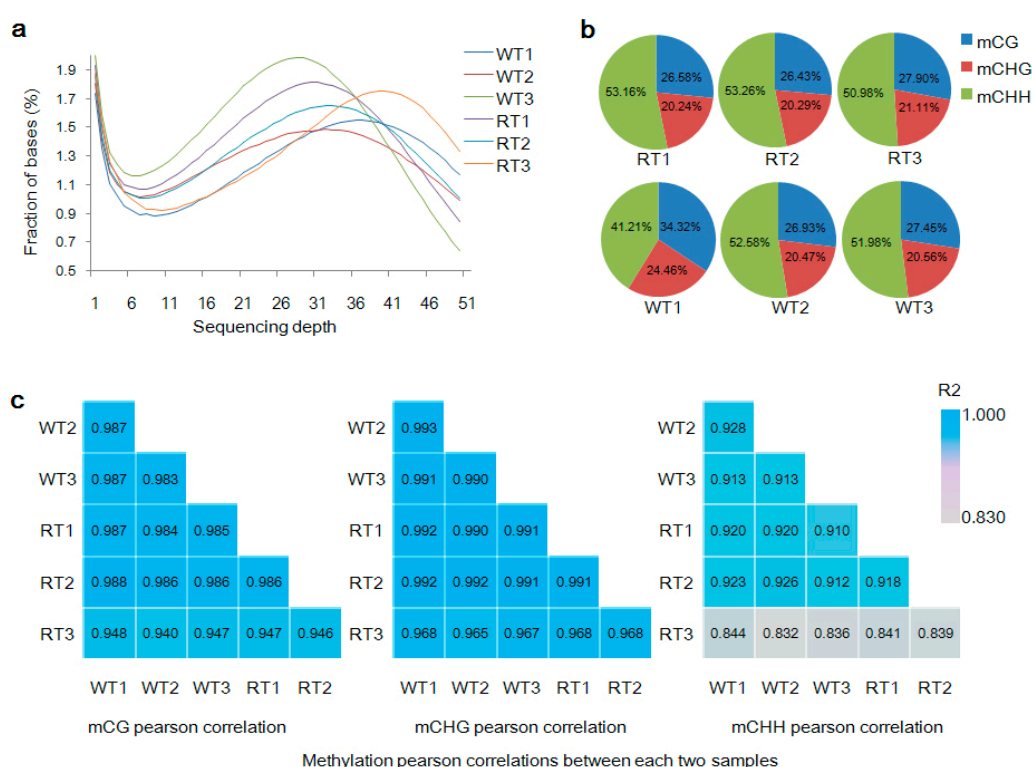 a
Fraction of bases (%)
1.9
1.7
1.5
1.3
1.1
0.9
0.7
0.5
1 6 11 16 21 26 31 36 41 46 51
Sequencing depth
WT1
WT2
WT3
RT1
RT2
RT3
b
mCG
mCHG
mCHH
53.16% 26.58% 20.24%
RT1
53.26% 26.43% 20.29%
RT2
50.98% 27.90% 21.11%
RT3
41.21% 34.32% 24.46%
WT1
52.58% 26.93% 20.47%
WT2
51.98% 27.45% 20.56%
WT3
c
WT2 0.987
WT3 0.987 0.983
RT1 0.987 0.984 0.985
RT2 0.988 0.986 0.986 0.986
RT3 0.948 0.940 0.947 0.947 0.946
WT1 WT2 WT3 RT1 RT2
mCG pearson correlation
WT2 0.993
WT3 0.991 0.990
RT1 0.992 0.990 0.991
RT2 0.992 0.992 0.991 0.991
RT3 0.968 0.965 0.967 0.968 0.968
WT1 WT2 WT3 RT1 RT2
mCHG pearson correlation
WT2 0.928
WT3 0.913 0.913
RT1 0.920 0.920 0.910
RT2 0.923 0.926 0.912 0.918
RT3 0.844 0.832 0.836 0.841 0.839
WT1 WT2 WT3 RT1 RT2
mCHH pearson correlation
R2
1.000
0.830
Methylation pearson correlations between each two samples